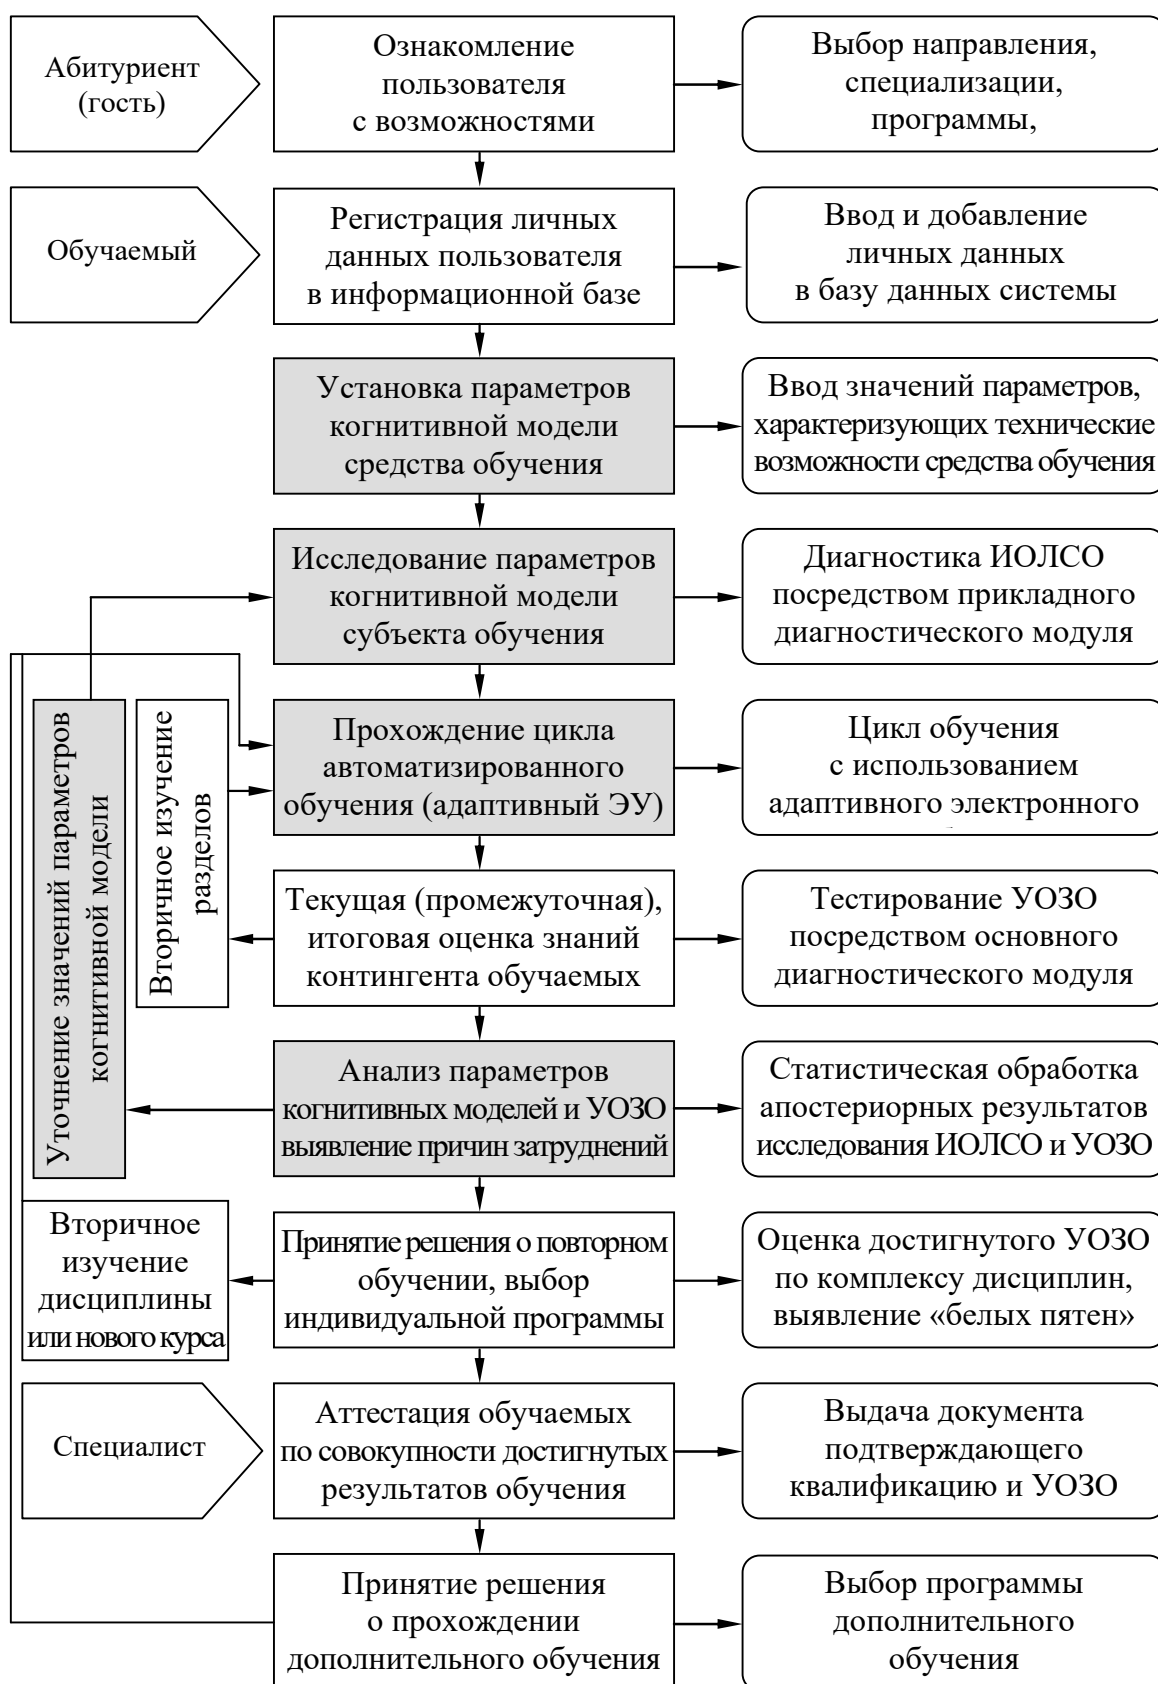 Абитуриент
(гость)
Ознакомление
пользователя
с возможностями
Выбор направления,
специализации,
программы,
Обучаемый
Регистрация личных
данных пользователя
в информационной базе
Ввод и добавление
личных данных
в базу данных системы
Установка параметров
когнитивной модели
средства обучения
Ввод значений параметров,
характеризующих технические
возможности средства обучения
Исследование параметров
когнитивной модели
субъекта обучения
Диагностика ИОЛСО
посредством прикладного
диагностического модуля
Уточнение значений параметров
когнитивной модели
Вторичное изучение
разделов
Прохождение цикла
автоматизированного
обучения (адаптивный ЭУ)
Цикл обучения
с использованием
адаптивного электронного
Текущая (промежуточная),
итоговая оценка знаний
контингента обучаемых
Тестирование УОЗО
посредством основного
диагностического модуля
Анализ параметров
когнитивных моделей и УОЗО
выявление причин затруднений
Статистическая обработка
апостериорных результатов
исследования ИОЛСО и УОЗО
Вторичное
изучение
дисциплины
или нового курса
Принятие решения о повторном
обучении, выбор
индивидуальной программы
Оценка достигнутого УОЗО
по комплексу дисциплин,
выявление «белых пятен»
Специалист
Аттестация обучаемых
по совокупности достигнутых
результатов обучения
Выдача документа
подтверждающего
квалификацию и УОЗО
Принятие решения
о прохождении
дополнительного обучения
Выбор программы
дополнительного
обучения